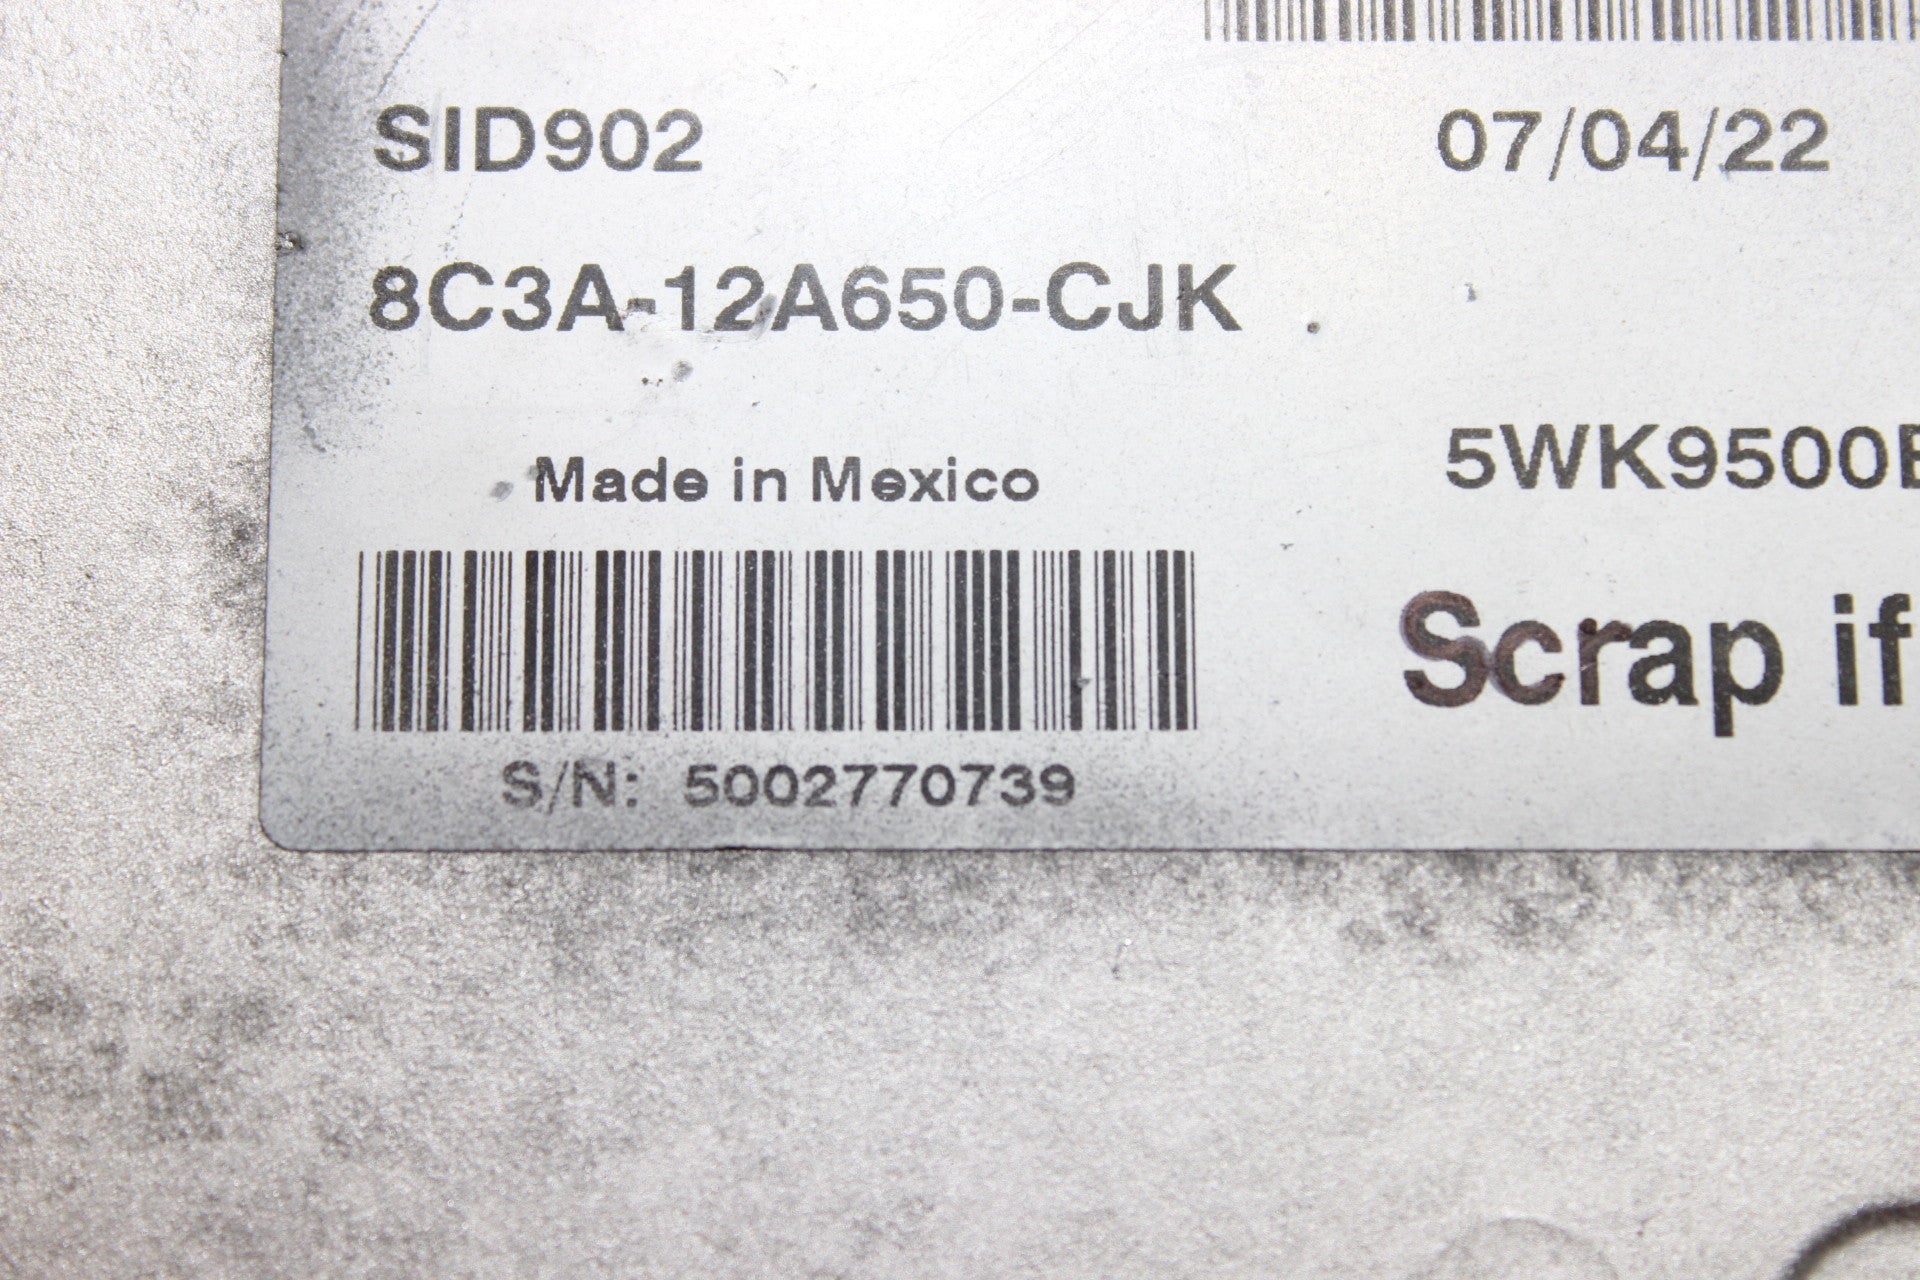 SID902 07/04/22
8C3A-12A650-CJK
Made in Mexico 5WK9500
Scrap if
S/N: 5002770739